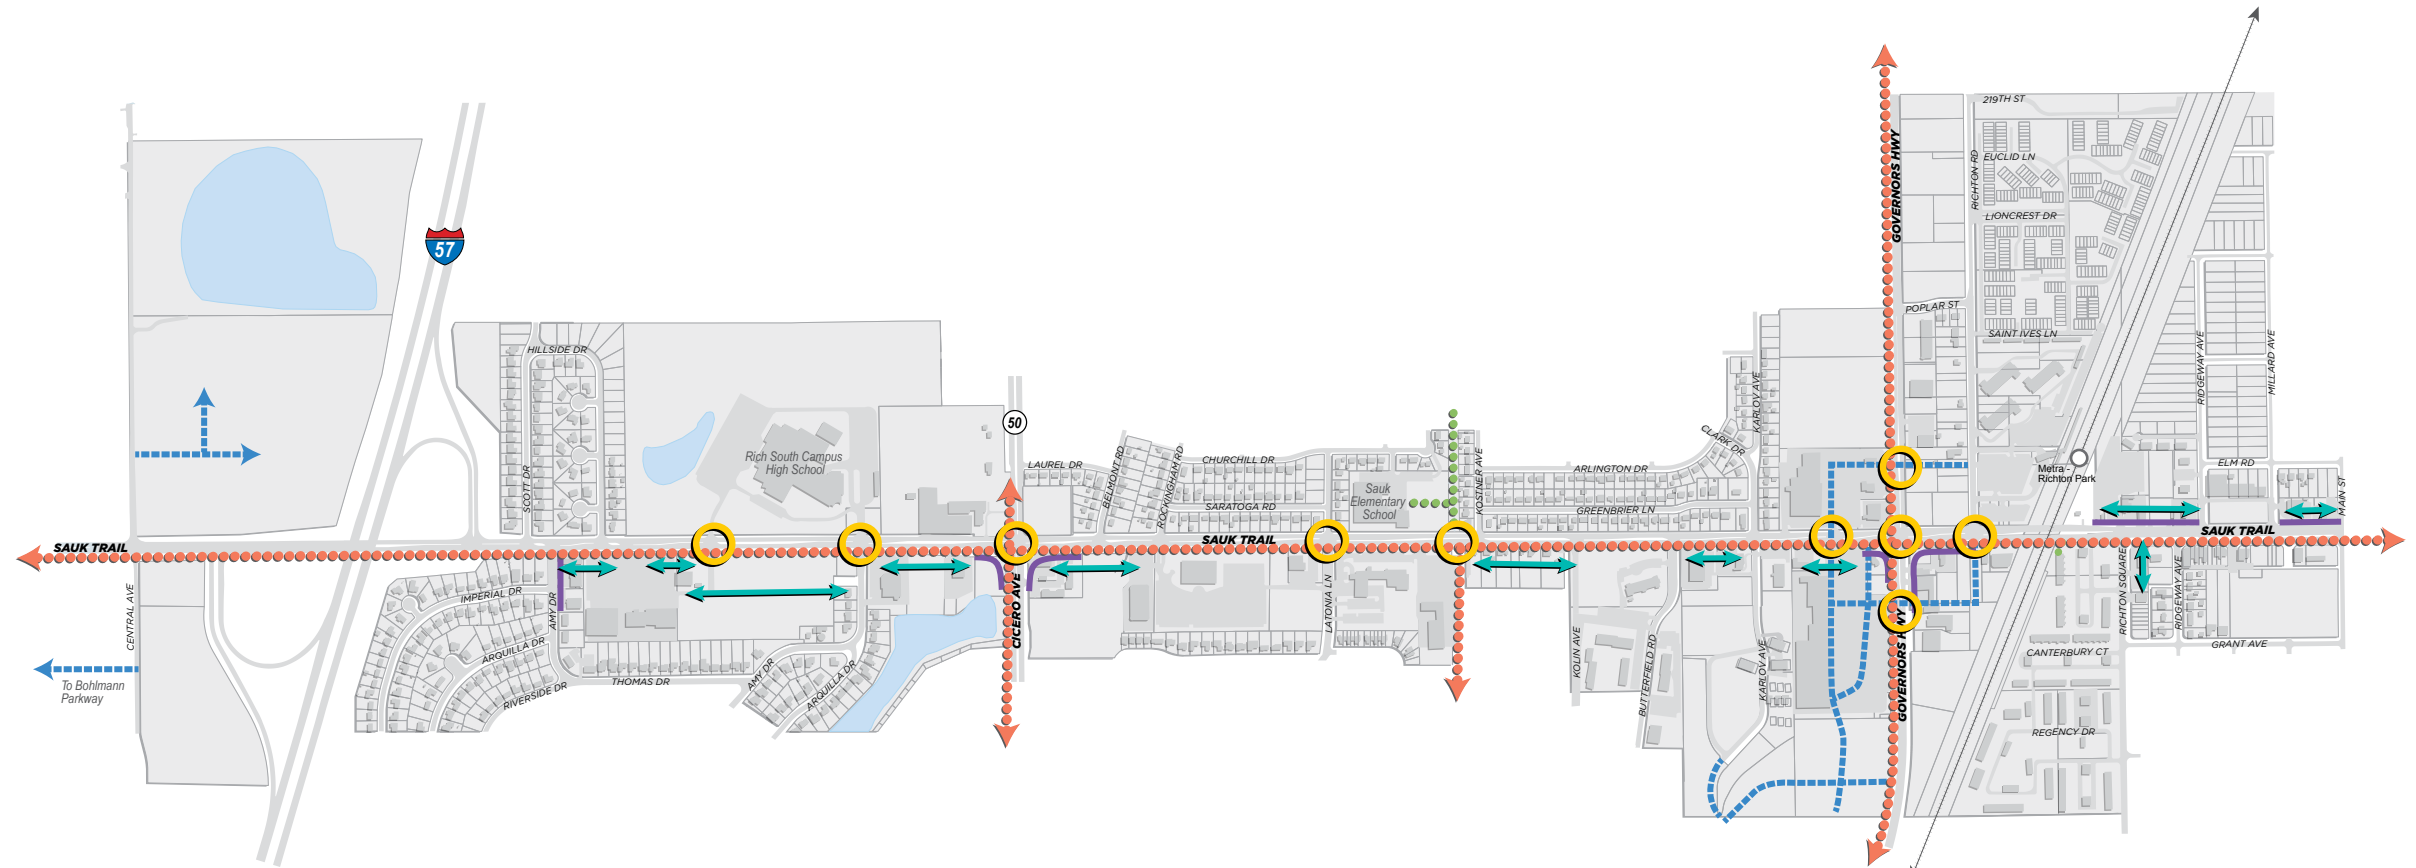 219TH ST
GOVERNORS HWY
RICHTON RD
EUCLID LN
LIONCREST DR
57
POPLAR ST
SAINT IVES LN
RIDGEWAY AVE
MILLARD AVE
HILLSIDE DR
KARLOV AVE
50
CLARK DR
Rich South Campus
High School
LAUREL DR
BELMONT RD
ROCKINGHAM RD
CHURCHILL DR
KOSTNER AVE
ARLINGTON DR
Metra -
Richton Park
ELM RD
MAIN ST
SCOTT DR
Sauk
Elementary
School
SARATOGA RD
GREENBRIER LN
SAUK TRAIL
SAUK TRAIL
SAUK TRAIL
CENTRAL AVE
IMPERIAL DR
AMY DR
CICERO AVE
LATONIA LN
KOLIN AVE
BUTTERFIELD RD
KARLOV AVE
GOVERNORS HWY
RICHTON SQUARE
RIDGEWAY AVE
GRANT AVE
CANTERBURY CT
ARQUILLA DR
To Bohlmann
Parkway
RIVERSIDE DR
THOMAS DR
AMY DR
ARQUILLA DR
REGENCY DR